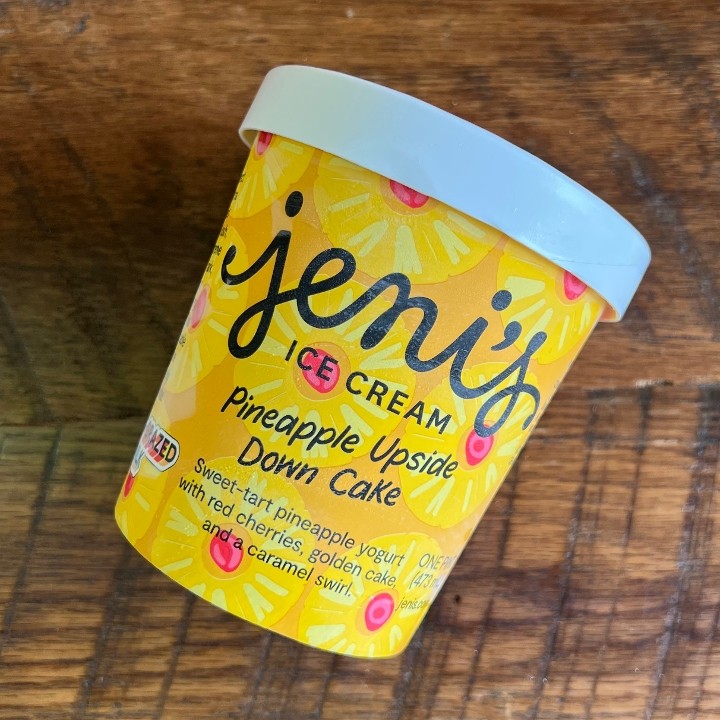 jeni's
ICE CREAM
Pineapple Upside
Down Cake
Sweet-tart pineapple yogurt
with red cherries, golden cake,
and a caramel swirl.
ONE